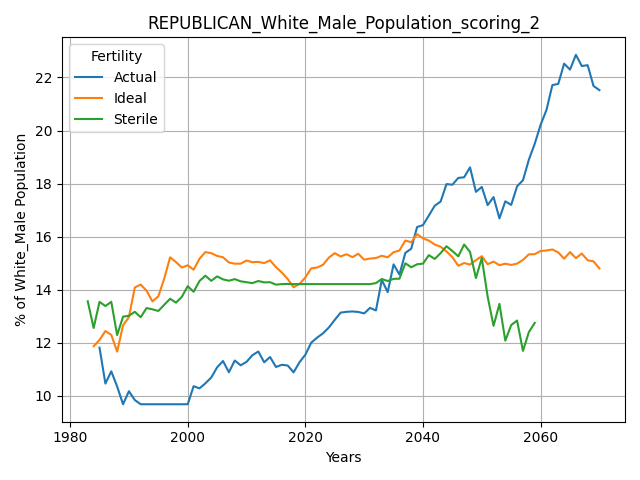 REPUBLICAN_White_Male_Population_scoring_2
Fertility
Actual
Ideal
Sterile
% of White_Male Population
22
20
18
16
14
12
10
1980
2000
2020
2040
2060
Years